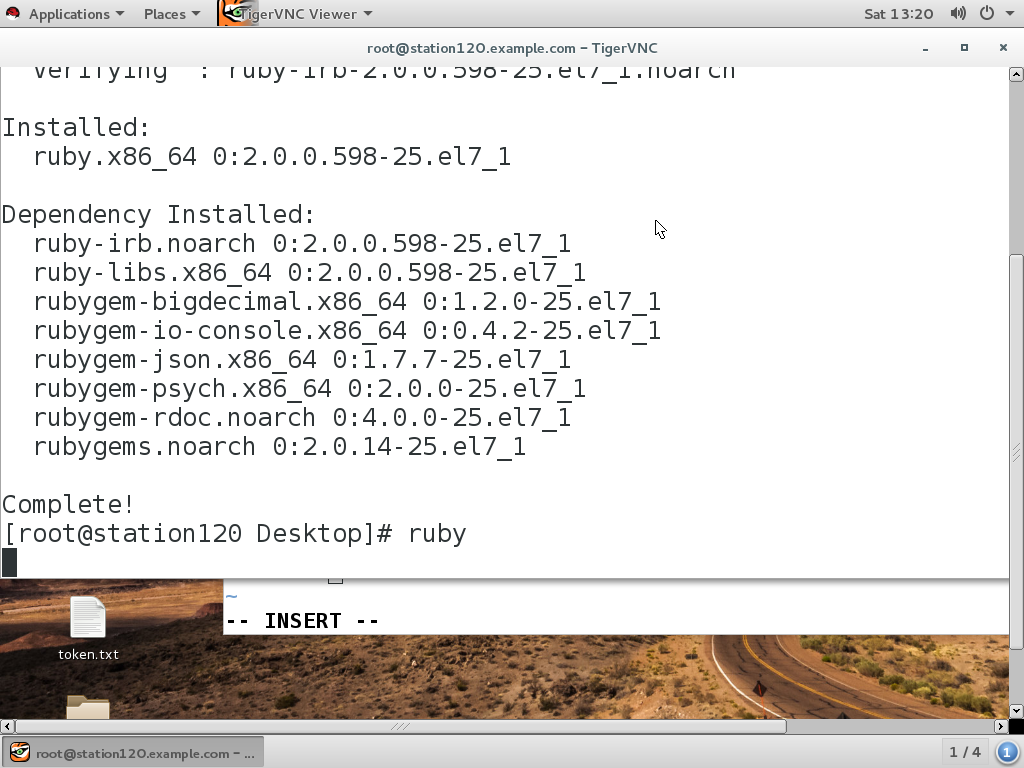 Applications Places TigerVNC Viewer Sat 13:20
root@station120.example.com - TigerVNC
Verifying  : ruby-irb-2.0.0.598-25.el7_1.noarch
Installed:
ruby.x86_64 0:2.0.0.598-25.el7_1
Dependency Installed:
ruby-irb.noarch 0:2.0.0.598-25.el7_1
ruby-libs.x86_64 0:2.0.0.598-25.el7_1
rubygem-bigdecimal.x86_64 0:1.2.0-25.el7_1
rubygem-io-console.x86_64 0:0.4.2-25.el7_1
rubygem-json.x86_64 0:1.7.7-25.el7_1
rubygem-psych.x86_64 0:2.0.0-25.el7_1
rubygem-rdoc.noarch 0:4.0.0-25.el7_1
rubygems.noarch 0:2.0.14-25.el7_1
Complete!
[root@station120 Desktop]# ruby
~
-- INSERT --
token.txt
root@station120.example.com - ... 1 / 4 1